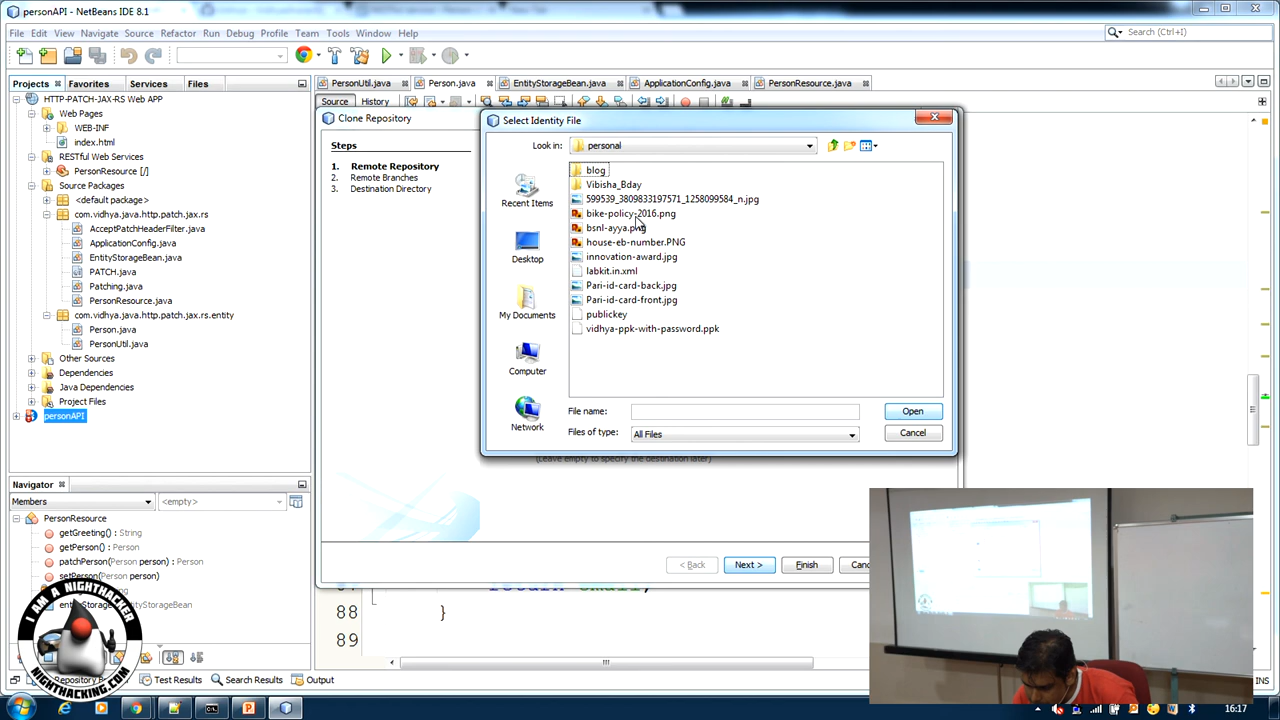 personAPI - NetBeans IDE 8.1
File Edit View Navigate Source Refactor Run Debug Profile Team Tools Window Help
Search (Ctrl+I)
Projects Favorites Services Files
PersonUtil.java Person.java EntityStorageBean.java ApplicationConfig.java PersonResource.java
Source History
HTTP-PATCH-JAX-RS Web APP
Web Pages
WEB-INF
index.html
RESTful Web Services
PersonResource [/]
Source Packages
<default package>
com.vidhya.java.http.patch.jax.rs
AcceptPatchHeaderFilter.java
ApplicationConfig.java
EntityStorageBean.java
PATCH.java
Patching.java
PersonResource.java
com.vidhya.java.http.patch.jax.rs.entity
Person.java
PersonUtil.java
Other Sources
Dependencies
Java Dependencies
Project Files
personAPI
Navigator
Members
<empty>
PersonResource
getGreeting() : String
getPerson() : Person
patchPerson(Person person) : Person
setPerson(Person person)
I AM A NIGHTHACKER
NIGHTHACKING.COM
Test Results
Search Results
Output
Clone Repository
Steps
1. Remote Repository
2. Remote Branches
3. Destination Directory
(Leave empty to specify the destination later)
< Back
Next >
Finish
Select Identity File
Look in:
personal
Recent Items
Desktop
My Documents
Computer
Network
blog
Vibisha_Bday
599539_3809833197571_1258099584_n.jpg
bike-policy-2016.png
bsnl-ayya.png
house-eb-number.PNG
innovation-award.jpg
labkit.in.xml
Pari-id-card-back.jpg
Pari-id-card-front.jpg
publickey
vidhya-ppk-with-password.ppk
File name:
Open
Files of type:
All Files
Cancel
88 }
89
INS
16:17